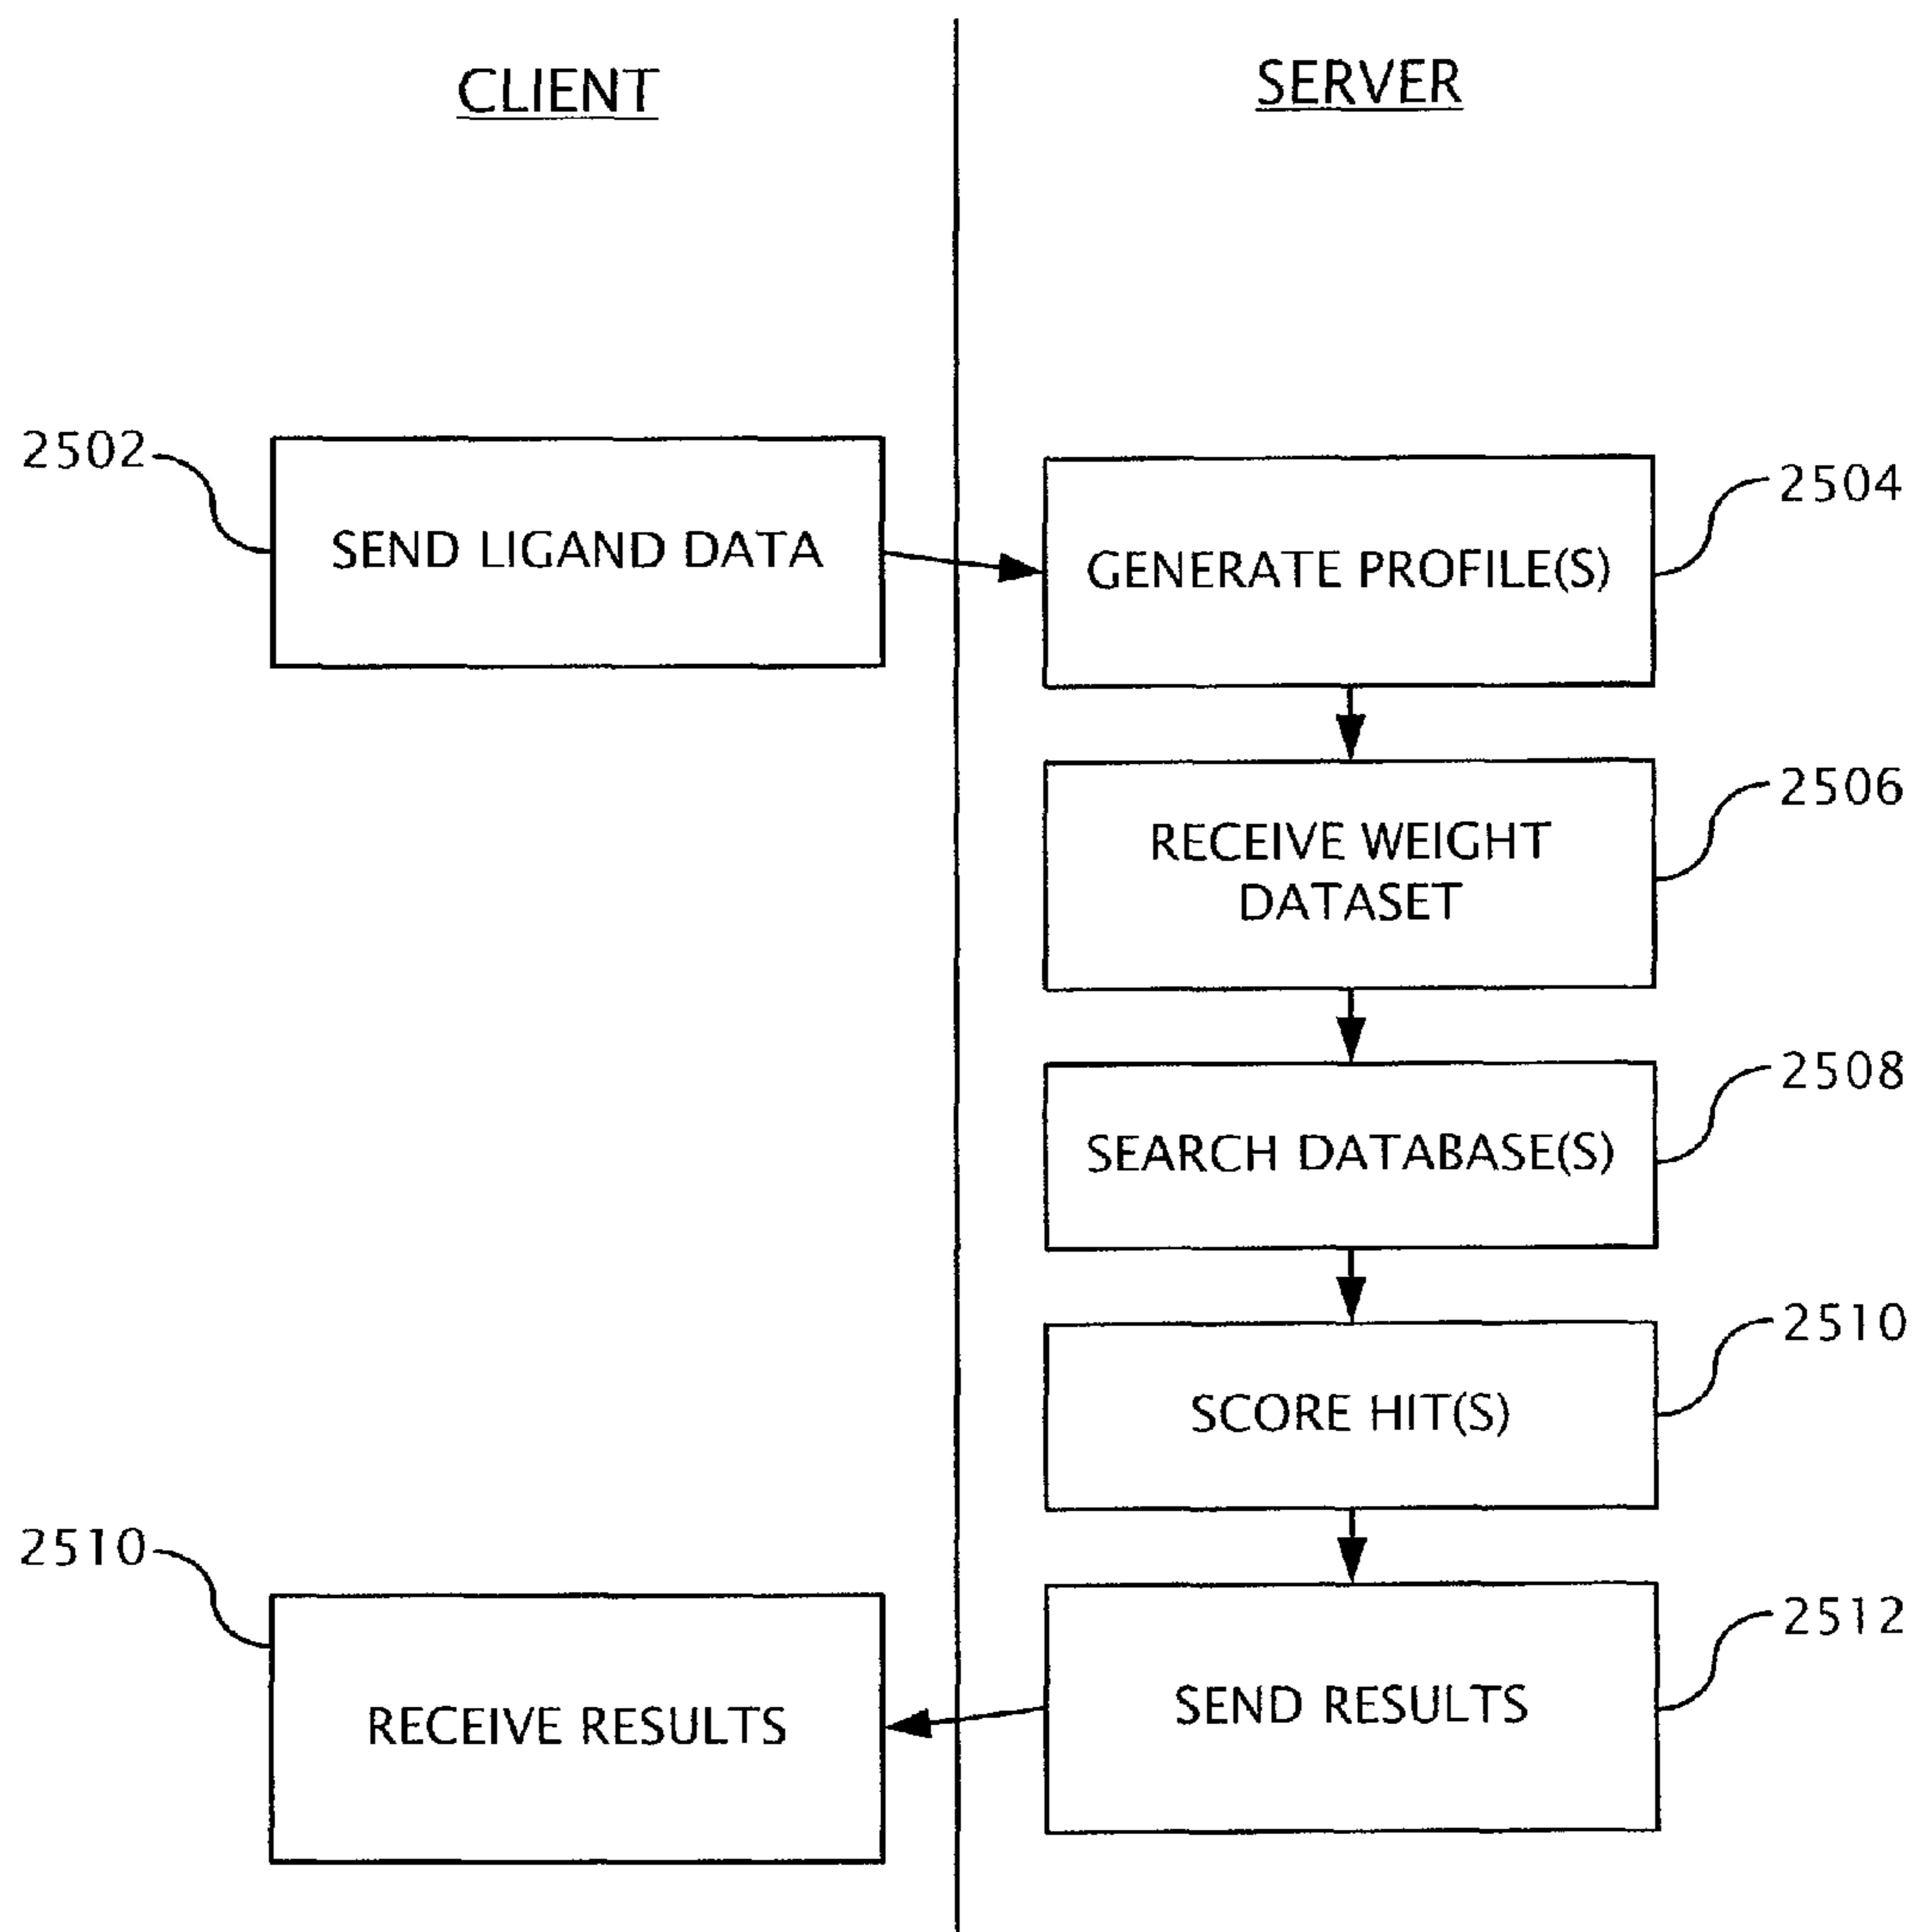 CLIENT
SERVER
2502
SEND LIGAND DATA
GENERATE PROFILE(S)
2504
RECEIVE WEIGHT
DATASET
2506
SEARCH DATABASE(S)
2508
SCORE HIT(S)
2510
SEND RESULTS
2512
2510
RECEIVE RESULTS